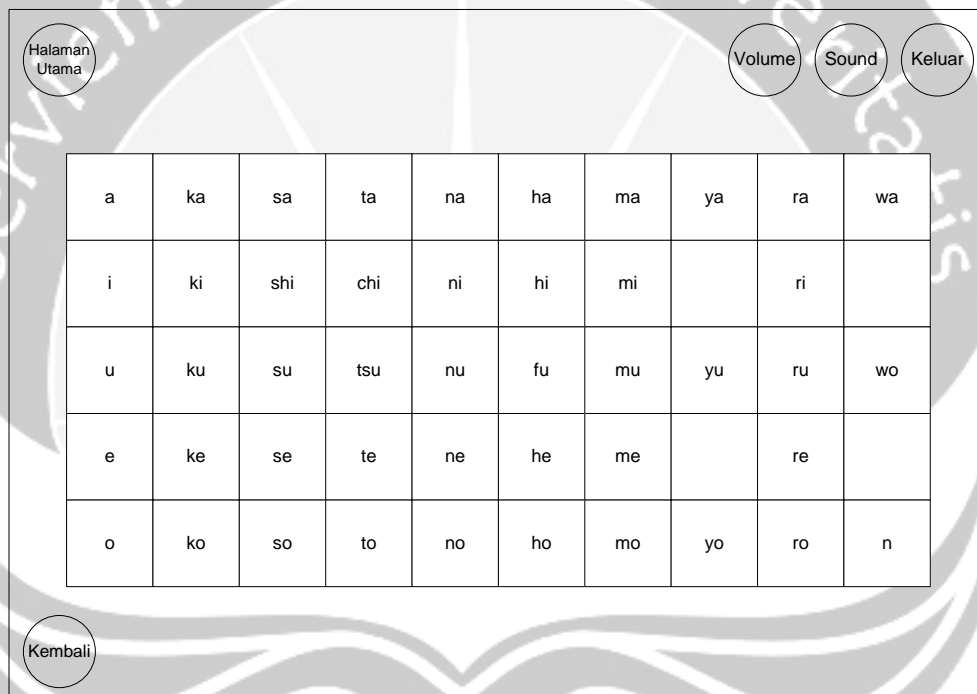 Halaman
Utama
Volume Sound Keluar
a ka sa ta na ha ma ya ra wa
i ki shi chi ni hi mi ri
u ku su tsu nu fu mu yu ru wo
e ke se te ne he me re
o ko so to no ho mo yo ro n
Kembali